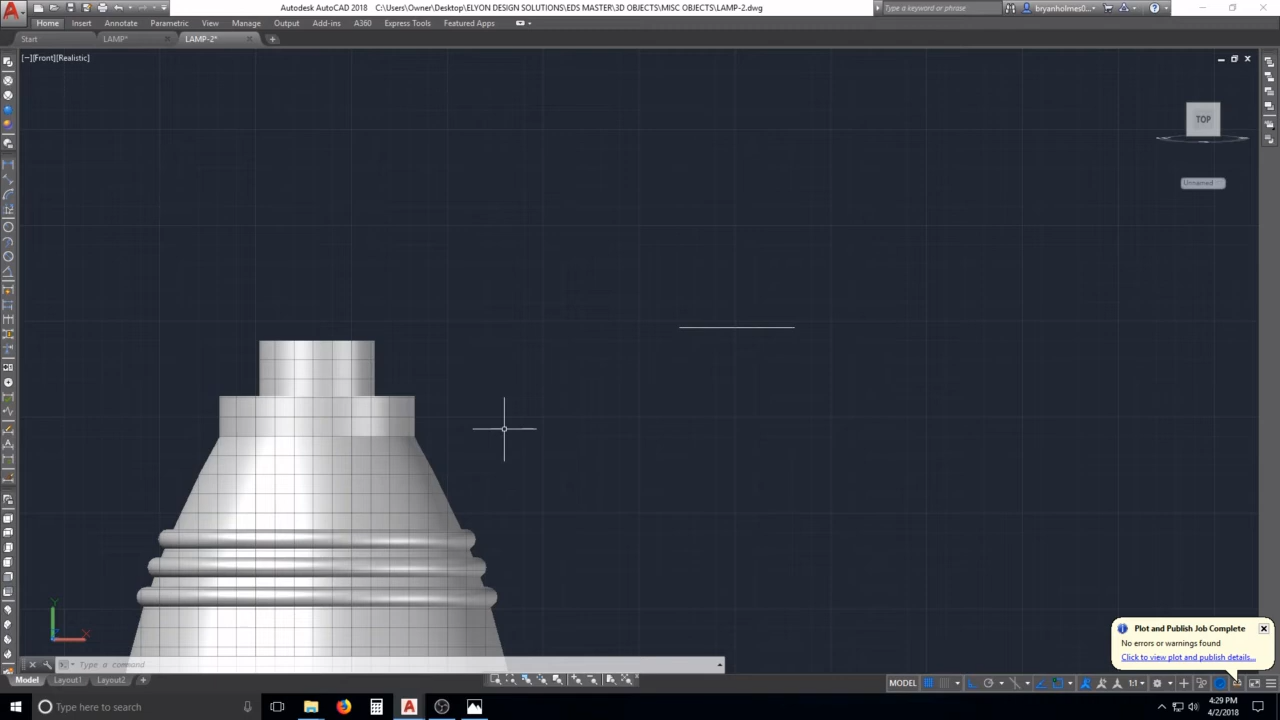 Autodesk AutoCAD 2018 C:\Users\Owner\Desktop\ELYON DESIGN SOLUTIONS\EDS MASTER\3D OBJECTS\MISC OBJECTS\LAMP-2.dwg
Type a keyword or phrase
bryanholmes0...
Home Insert Annotate Parametric View Manage Output Add-ins A360 Express Tools Featured Apps
Start LAMP* LAMP-2*
[−][Front][Realistic]
TOP
Unnamed
Y
X
Plot and Publish Job Complete
No errors or warnings found
Click to view plot and publish details...
Type a command
Model Layout1 Layout2
MODEL 1:1
Type here to search
4:29 PM
4/2/2018